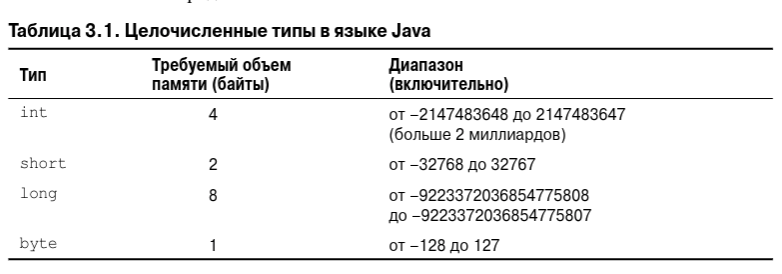 Таблица 3.1. Целочисленные типы в языке Java
Тип Требуемый объем памяти (байты) Диапазон (включительно)
int 4 от –2147483648 до 2147483647
(больше 2 миллиардов)
short 2 от –32768 до 32767
long 8 от –9223372036854775808
до –9223372036854775807
byte 1 от –128 до 127